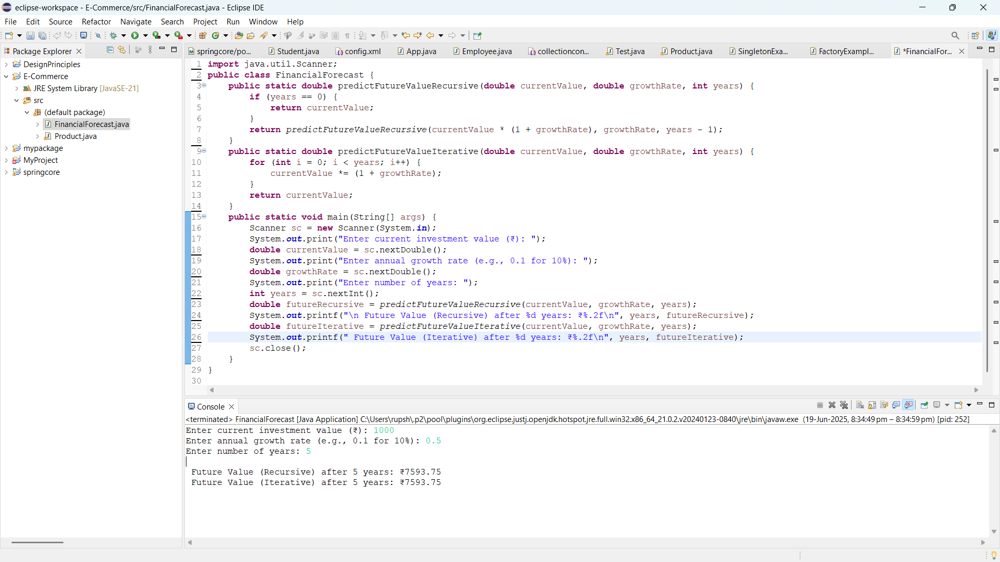 eclipse-workspace - E-Commerce/src/FinancialForecast.java - Eclipse IDE
File Edit Source Refactor Navigate Search Project Run Window Help
Package Explorer
DesignPrinciples
E-Commerce
JRE System Library [JavaSE-21]
src
(default package)
FinancialForecast.java
Product.java
mypackage
MyProject
springcore
springcore/po... Student.java config.xml App.java Employee.java collectioncon... Test.java Product.java SingletonExa... FactoryExampl... *FinancialFor...
1 import java.util.Scanner;
2 public class FinancialForecast {
3 public static double predictFutureValueRecursive(double currentValue, double growthRate, int years) {
4 if (years == 0) {
5 return currentValue;
6 }
7 return predictFutureValueRecursive(currentValue * (1 + growthRate), growthRate, years - 1);
8 }
9 public static double predictFutureValueIterative(double currentValue, double growthRate, int years) {
10 for (int i = 0; i < years; i++) {
11 currentValue *= (1 + growthRate);
12 }
13 return currentValue;
14 }
15 public static void main(String[] args) {
16 Scanner sc = new Scanner(System.in);
17 System.out.print("Enter current investment value (₹): ");
18 double currentValue = sc.nextDouble();
19 System.out.print("Enter annual growth rate (e.g., 0.1 for 10%): ");
20 double growthRate = sc.nextDouble();
21 System.out.print("Enter number of years: ");
22 int years = sc.nextInt();
23 double futureRecursive = predictFutureValueRecursive(currentValue, growthRate, years);
24 System.out.printf("\n Future Value (Recursive) after %d years: ₹%.2f\n", years, futureRecursive);
25 double futureIterative = predictFutureValueIterative(currentValue, growthRate, years);
26 System.out.printf(" Future Value (Iterative) after %d years: ₹%.2f\n", years, futureIterative);
27 sc.close();
28 }
29 }
30
Console
<terminated> FinancialForecast [Java Application] C:\Users\rupsh\.p2\pool\plugins\org.eclipse.justj.openjdk.hotspot.jre.full.win32.x86_64_21.0.2.v20240123-0840\jre\bin\javaw.exe (19-Jun-2025, 8:34:49 pm – 8:34:59 pm) [pid: 252]
Enter current investment value (₹): 1000
Enter annual growth rate (e.g., 0.1 for 10%): 0.5
Enter number of years: 5
Future Value (Recursive) after 5 years: ₹7593.75
Future Value (Iterative) after 5 years: ₹7593.75